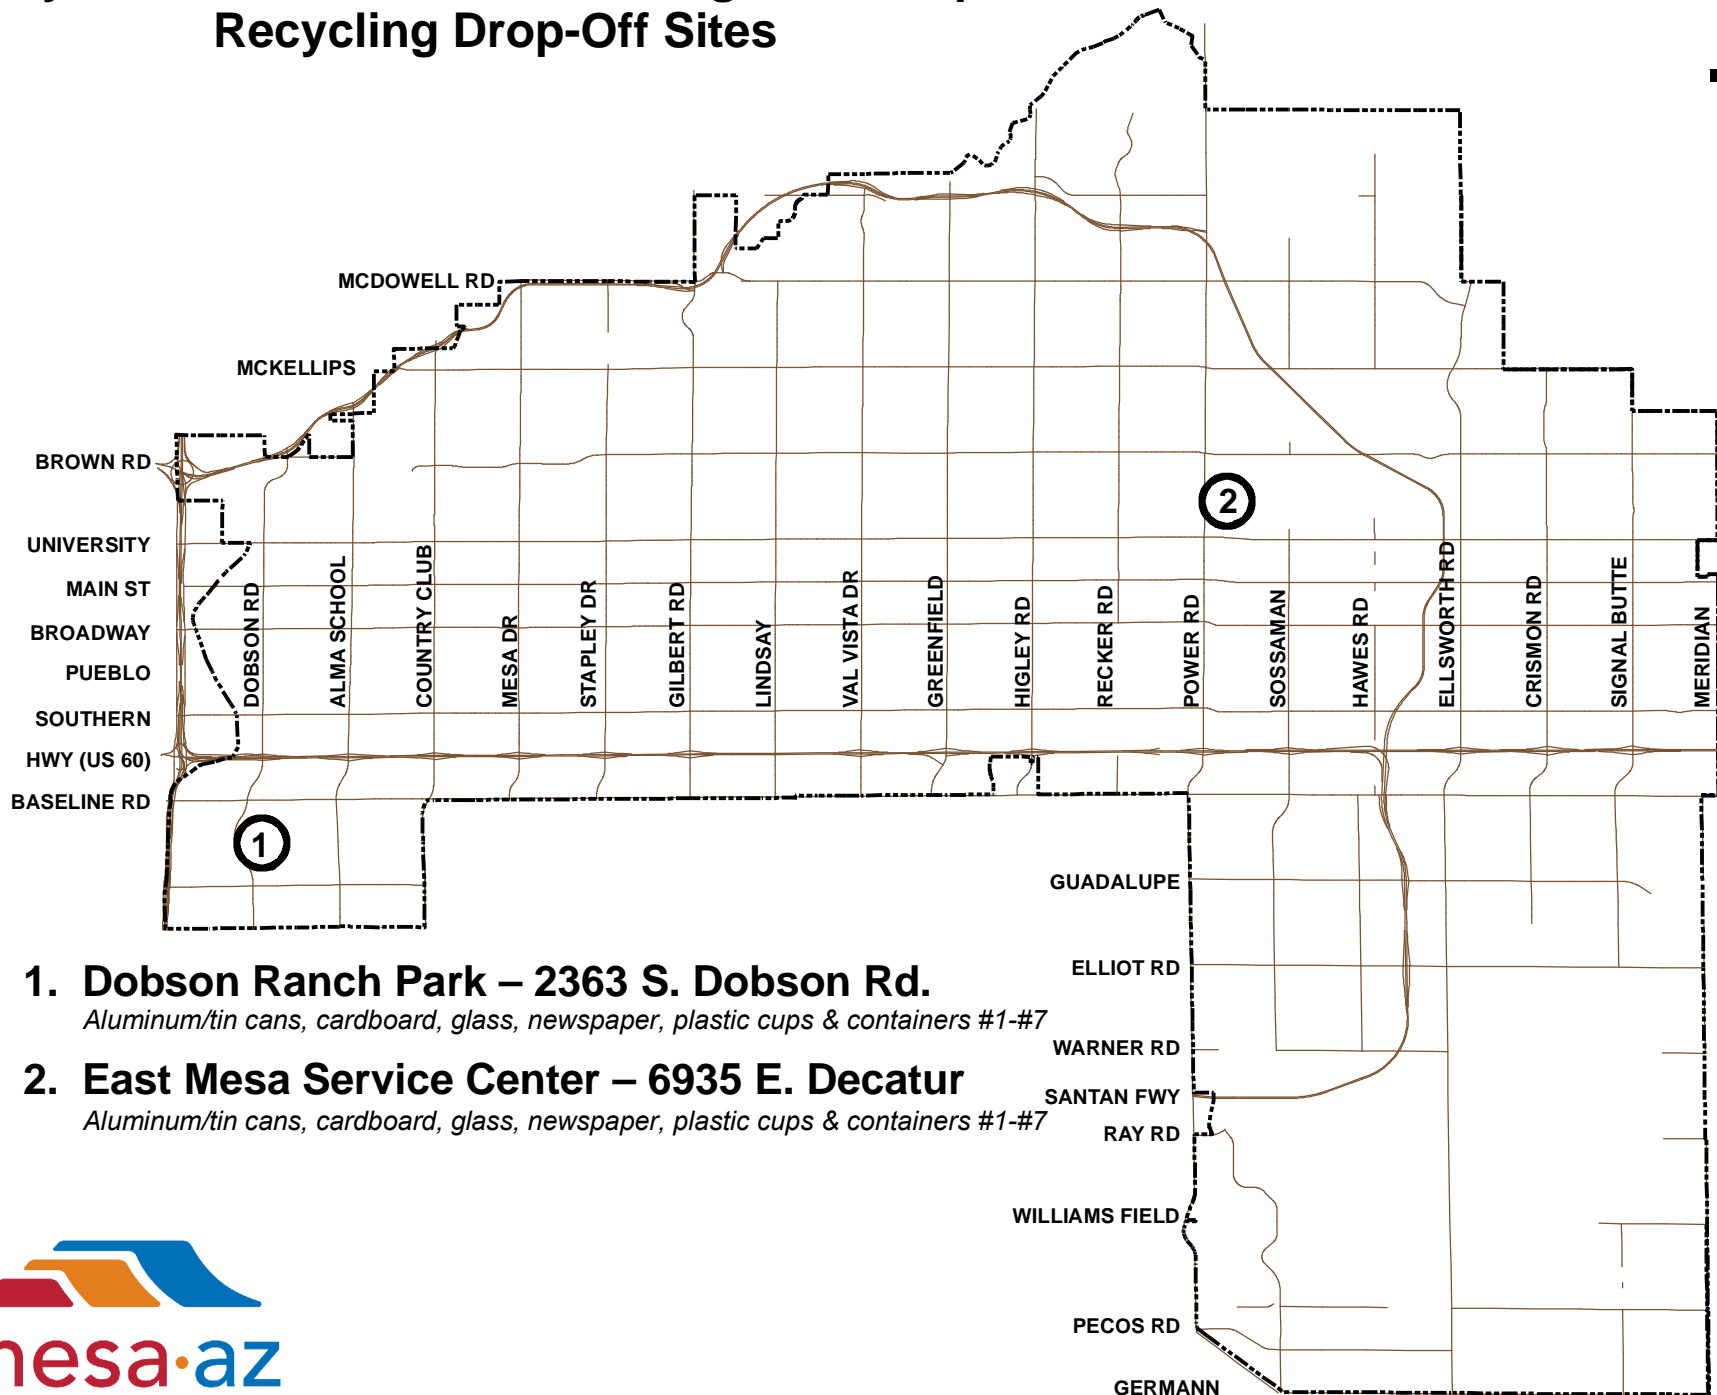 Recycling Drop-Off Sites
MCDOWELL RD
MCKELLIPS
BROWN RD
2
UNIVERSITY
MAIN ST
BROADWAY
PUEBLO
SOUTHERN
HWY (US 60)
BASELINE RD
DOBSON RD
ALMA SCHOOL
COUNTRY CLUB
MESA DR
STAPLEY DR
GILBERT RD
LINDSAY
VAL VISTA DR
GREENFIELD
HIGLEY RD
RECKER RD
POWER RD
SOSSAMAN
HAWES RD
ELLSWORTH RD
CRISMON RD
SIGNAL BUTTE
MERIDIAN
1
GUADALUPE
ELLIOT RD
WARNER RD
SANTAN FWY
RAY RD
WILLIAMS FIELD
PECOS RD
GERMANN
1. Dobson Ranch Park – 2363 S. Dobson Rd.
Aluminum/tin cans, cardboard, glass, newspaper, plastic cups & containers #1-#7
2. East Mesa Service Center – 6935 E. Decatur
Aluminum/tin cans, cardboard, glass, newspaper, plastic cups & containers #1-#7
mesa·az